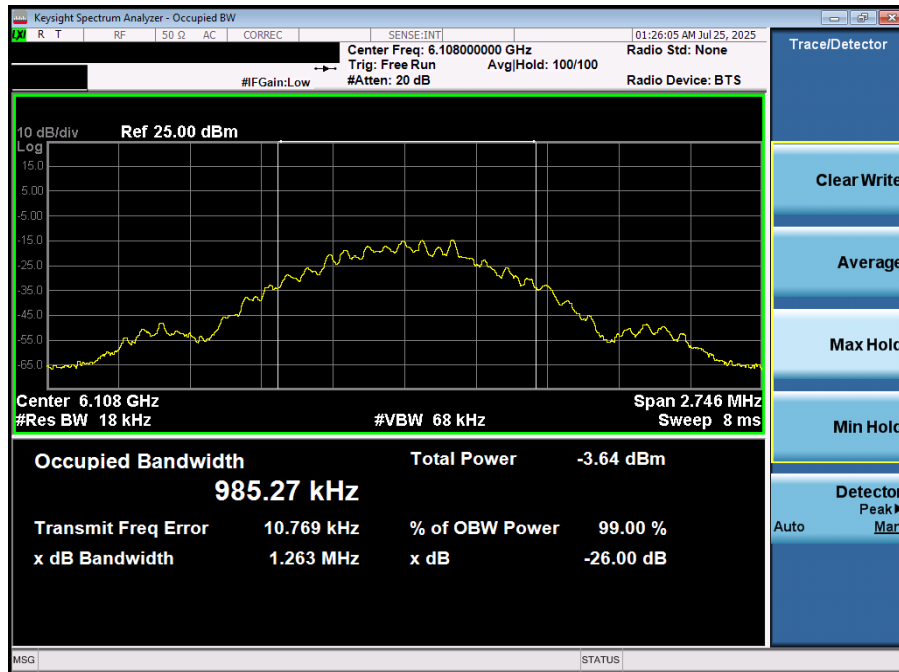 Keysight Spectrum Analyzer - Occupied BW
LXI R T RF 50 Ω AC CORREC SENSE:INT 01:26:05 AM Jul 25, 2025
Center Freq: 6.108000000 GHz Radio Std: None
Trig: Free Run Avg|Hold: 100/100
#IFGain:Low #Atten: 20 dB Radio Device: BTS
Trace/Detector
10 dB/div Ref 25.00 dBm
Log
15.0
5.00
-5.00
-15.0
-25.0
-35.0
-45.0
-55.0
-65.0
Center 6.108 GHz Span 2.746 MHz
#Res BW 18 kHz #VBW 68 kHz Sweep 8 ms
Occupied Bandwidth Total Power -3.64 dBm
985.27 kHz
Transmit Freq Error 10.769 kHz % of OBW Power 99.00 %
x dB Bandwidth 1.263 MHz x dB -26.00 dB
Clear Write
Average
Max Hold
Min Hold
Detector
Peak▶
Auto Man
MSG STATUS